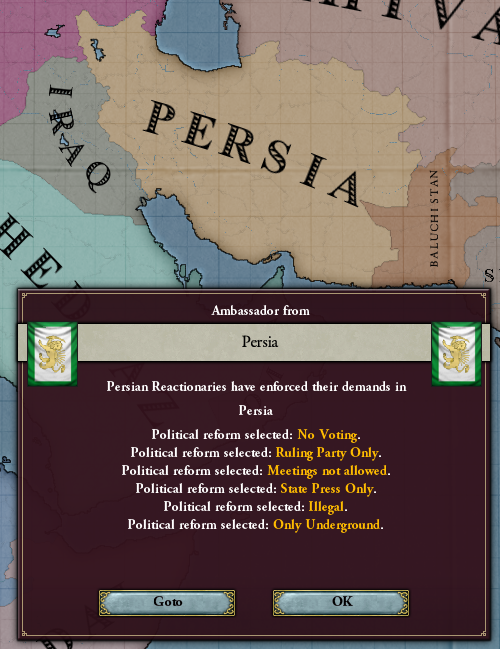 PERSIA
IRAQ
BALUCHISTAN
Ambassador from
Persia
Persian Reactionaries have enforced their demands in
Persia
Political reform selected: No Voting.
Political reform selected: Ruling Party Only.
Political reform selected: Meetings not allowed.
Political reform selected: State Press Only.
Political reform selected: Illegal.
Political reform selected: Only Underground.
Goto
OK